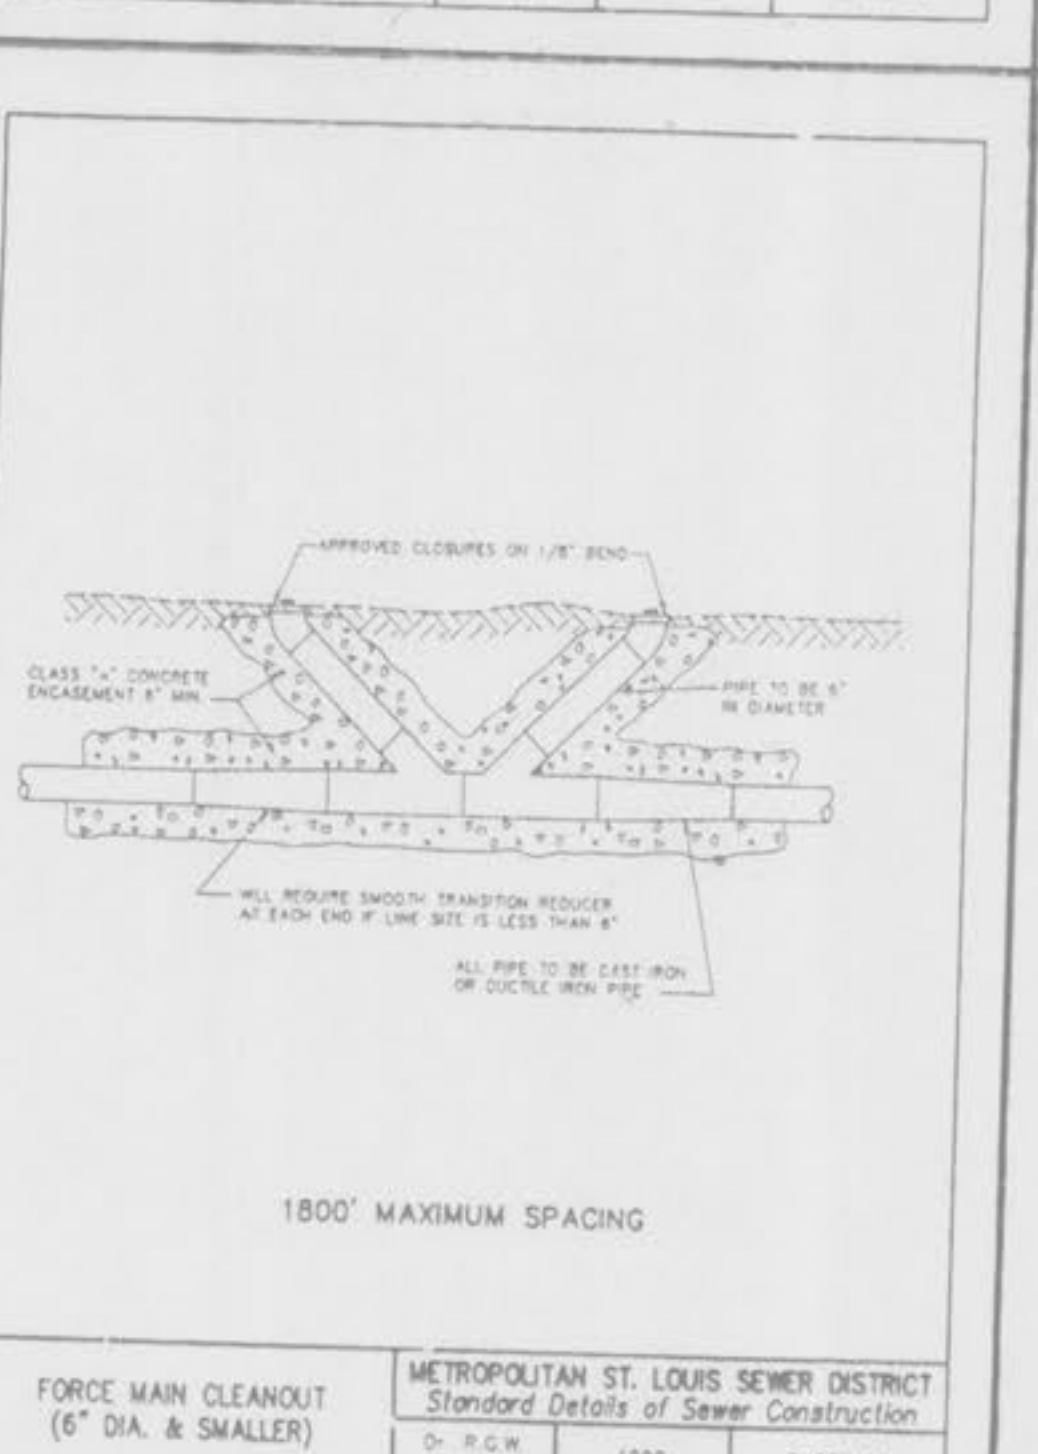 APPROVED CLOSURES ON 1/8" BEND
CLASS "A" CONCRETE
ENCASEMENT 6" MIN.
PIPE TO BE 6"
IN DIAMETER
WILL REQUIRE SMOOTH TRANSITION REDUCER
AT EACH END IF LINE SIZE IS LESS THAN 6"
ALL PIPE TO BE CAST IRON
OR DUCTILE IRON PIPE
1800' MAXIMUM SPACING
FORCE MAIN CLEANOUT
(6" DIA. & SMALLER)
METROPOLITAN ST. LOUIS SEWER DISTRICT
Standard Details of Sewer Construction
R.G.W.